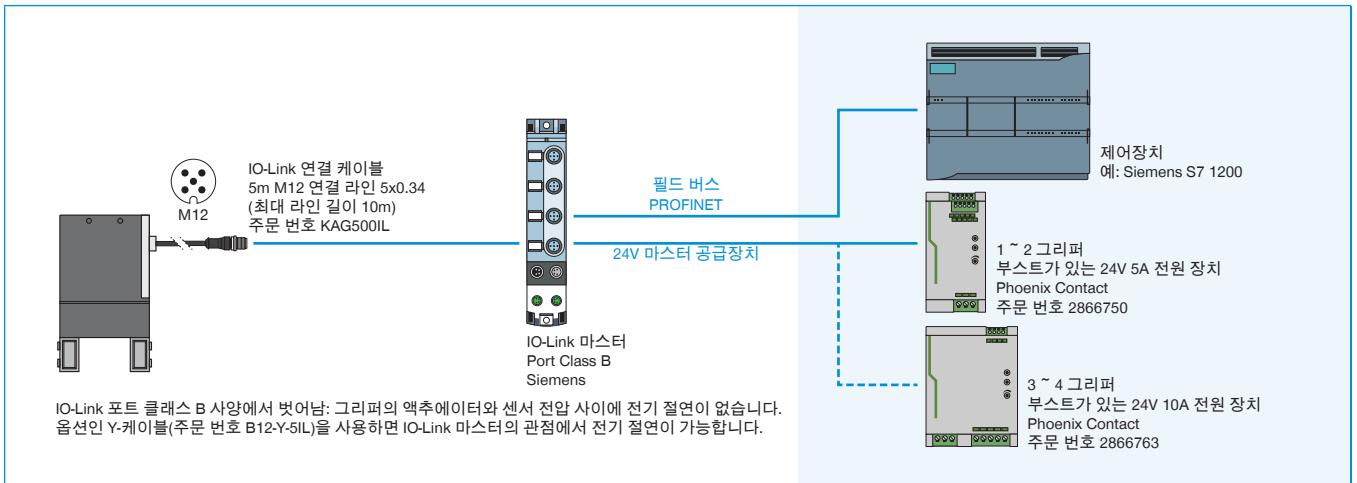 M12
IO-Link 연결 케이블
5m M12 연결 라인 5x0.34
(최대 라인 길이 10m)
주문 번호 KAG500IL
IO-Link 마스터
Port Class B
Siemens
필드 버스
PROFINET
24V 마스터 공급장치
제어장치
예: Siemens S7 1200
1 ~ 2 그리퍼
부스트가 있는 24V 5A 전원 장치
Phoenix Contact
주문 번호 2866750
3 ~ 4 그리퍼
부스트가 있는 24V 10A 전원 장치
Phoenix Contact
주문 번호 2866763
IO-Link 포트 클래스 B 사양에서 벗어남: 그리퍼의 액추에이터와 센서 전압 사이에 전기 절연이 없습니다.
옵션인 Y-케이블(주문 번호 B12-Y-5IL)을 사용하면 IO-Link 마스터의 관점에서 전기 절연이 가능합니다.